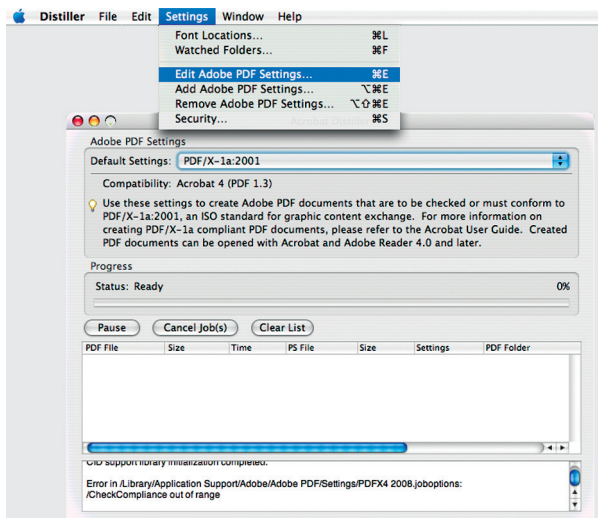 Distiller File Edit Settings Window Help
Font Locations... ⌘L
Watched Folders... ⌘F
Edit Adobe PDF Settings... ⌘E
Add Adobe PDF Settings... ⌥⌘E
Remove Adobe PDF Settings... ⌥⇧⌘E
Security... ⌘S
Acrobat Distiller
Adobe PDF Settings
Default Settings: PDF/X-1a:2001
Compatibility: Acrobat 4 (PDF 1.3)
Use these settings to create Adobe PDF documents that are to be checked or must conform to
PDF/X-1a:2001, an ISO standard for graphic content exchange. For more information on
creating PDF/X-1a compliant PDF documents, please refer to the Acrobat User Guide. Created
PDF documents can be opened with Acrobat and Adobe Reader 4.0 and later.
Progress
Status: Ready 0%
Pause Cancel Job(s) Clear List
PDF File Size Time PS File Size Settings PDF Folder
CID support library initialization completed.
Error in /Library/Application Support/Adobe/Adobe PDF/Settings/PDFX4 2008.joboptions:
/CheckCompliance out of range